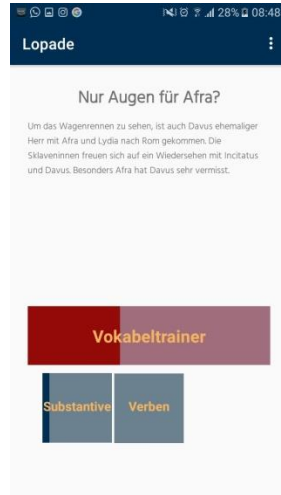 28% 08:48
Lopade
Nur Augen für Afra?
Um das Wagenrennen zu sehen, ist auch Davus ehemaliger
Herr mit Afra und Lydia nach Rom gekommen. Die
Sklaveninnen freuen sich auf ein Wiedersehen mit Incitatus
und Davus. Besonders Afra hat Davus sehr vermisst.
Vokabeltrainer
Substantive Verben